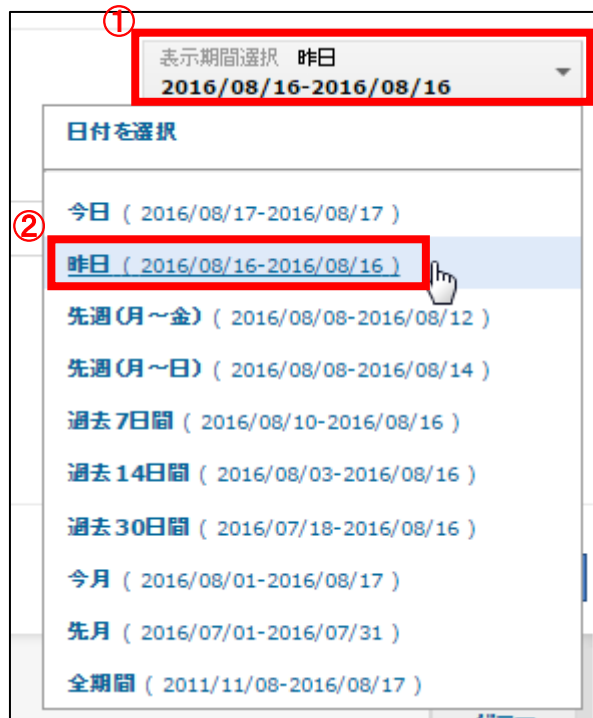 ①
表示期間選択 昨日
2016/08/16-2016/08/16
日付を選択
今日 ( 2016/08/17-2016/08/17 )
②
昨日 ( 2016/08/16-2016/08/16 )
先週(月～金) ( 2016/08/08-2016/08/12 )
先週(月～日) ( 2016/08/08-2016/08/14 )
過去7日間 ( 2016/08/10-2016/08/16 )
過去14日間 ( 2016/08/03-2016/08/16 )
過去30日間 ( 2016/07/18-2016/08/16 )
今月 ( 2016/08/01-2016/08/17 )
先月 ( 2016/07/01-2016/07/31 )
全期間 ( 2011/11/08-2016/08/17 )